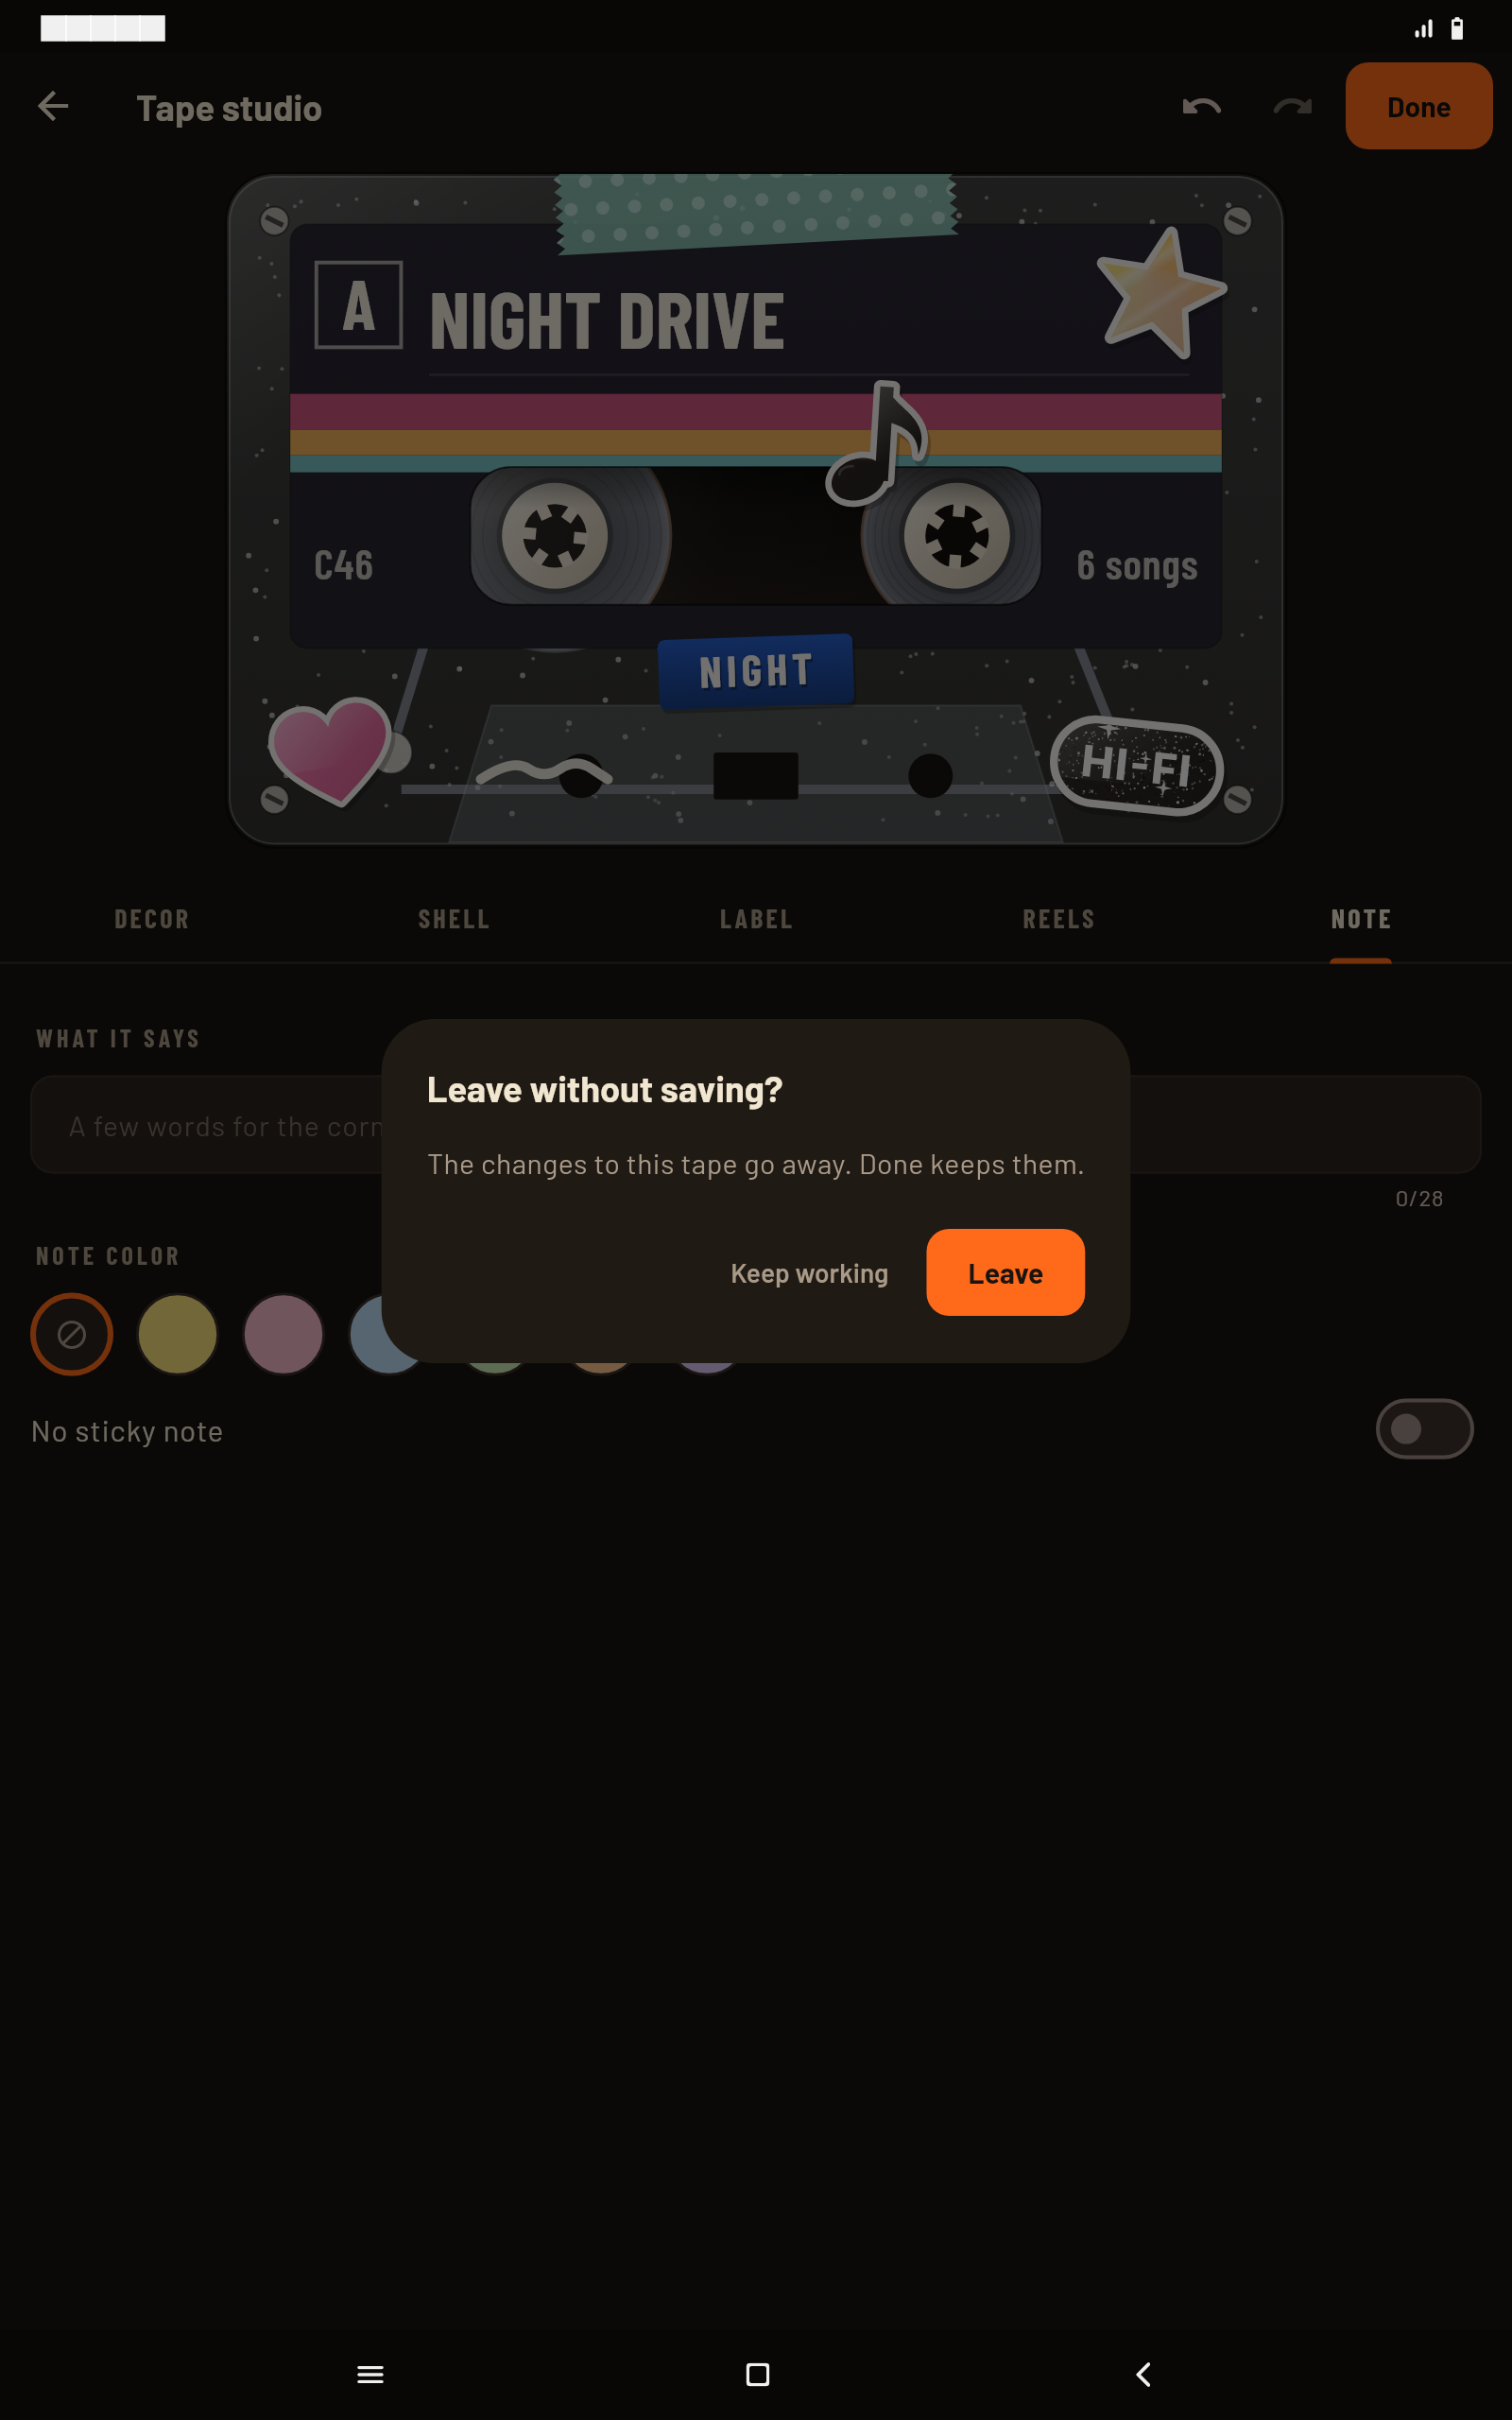 Tape studio
Done
A
NIGHT DRIVE
C46
6 songs
NIGHT
HI-FI
DECOR
SHELL
LABEL
REELS
NOTE
WHAT IT SAYS
A few words for the corn
0/28
Leave without saving?
The changes to this tape go away. Done keeps them.
Keep working
Leave
NOTE COLOR
No sticky note